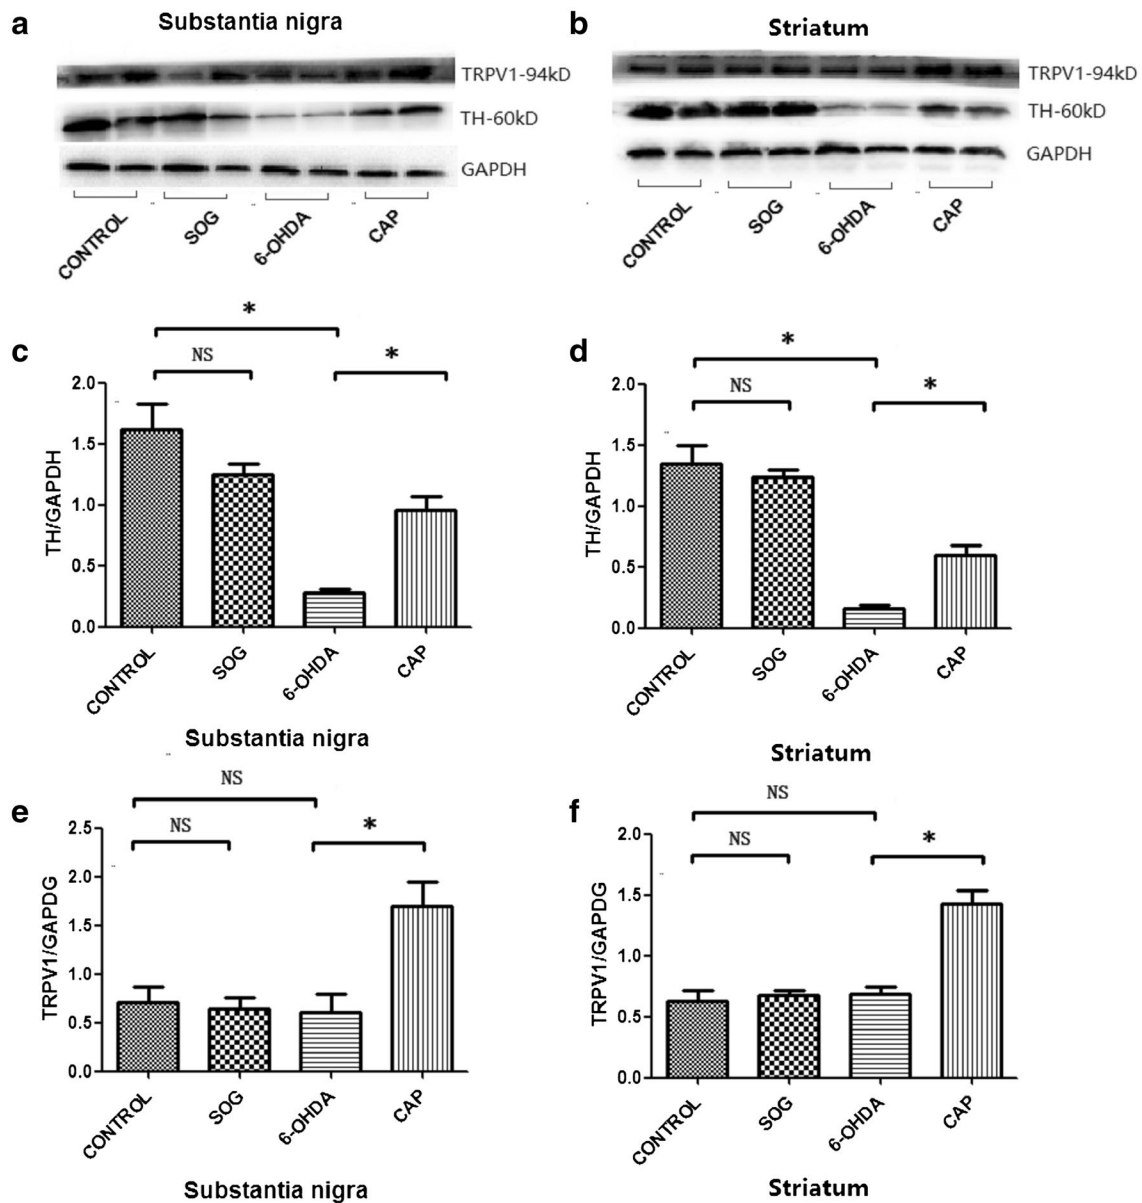 a
Substantia nigra
TRPV1-94kD
TH-60kD
GAPDH
CONTROL
SOG
6-OHDA
CAP
b
Striatum
TRPV1-94kD
TH-60kD
GAPDH
CONTROL
SOG
6-OHDA
CAP
c
*
NS
*
TH/GAPDH
2.0
1.5
1.0
0.5
0.0
CONTROL
SOG
6-OHDA
CAP
Substantia nigra
d
*
NS
*
TH/GAPDH
2.0
1.5
1.0
0.5
0.0
CONTROL
SOG
6-OHDA
CAP
Striatum
e
NS
NS
*
TRPV1/GAPDG
2.5
2.0
1.5
1.0
0.5
0.0
CONTROL
SOG
6-OHDA
CAP
Substantia nigra
f
NS
NS
*
TRPV1/GAPDG
2.0
1.5
1.0
0.5
0.0
CONTROL
SOG
6-OHDA
CAP
Striatum